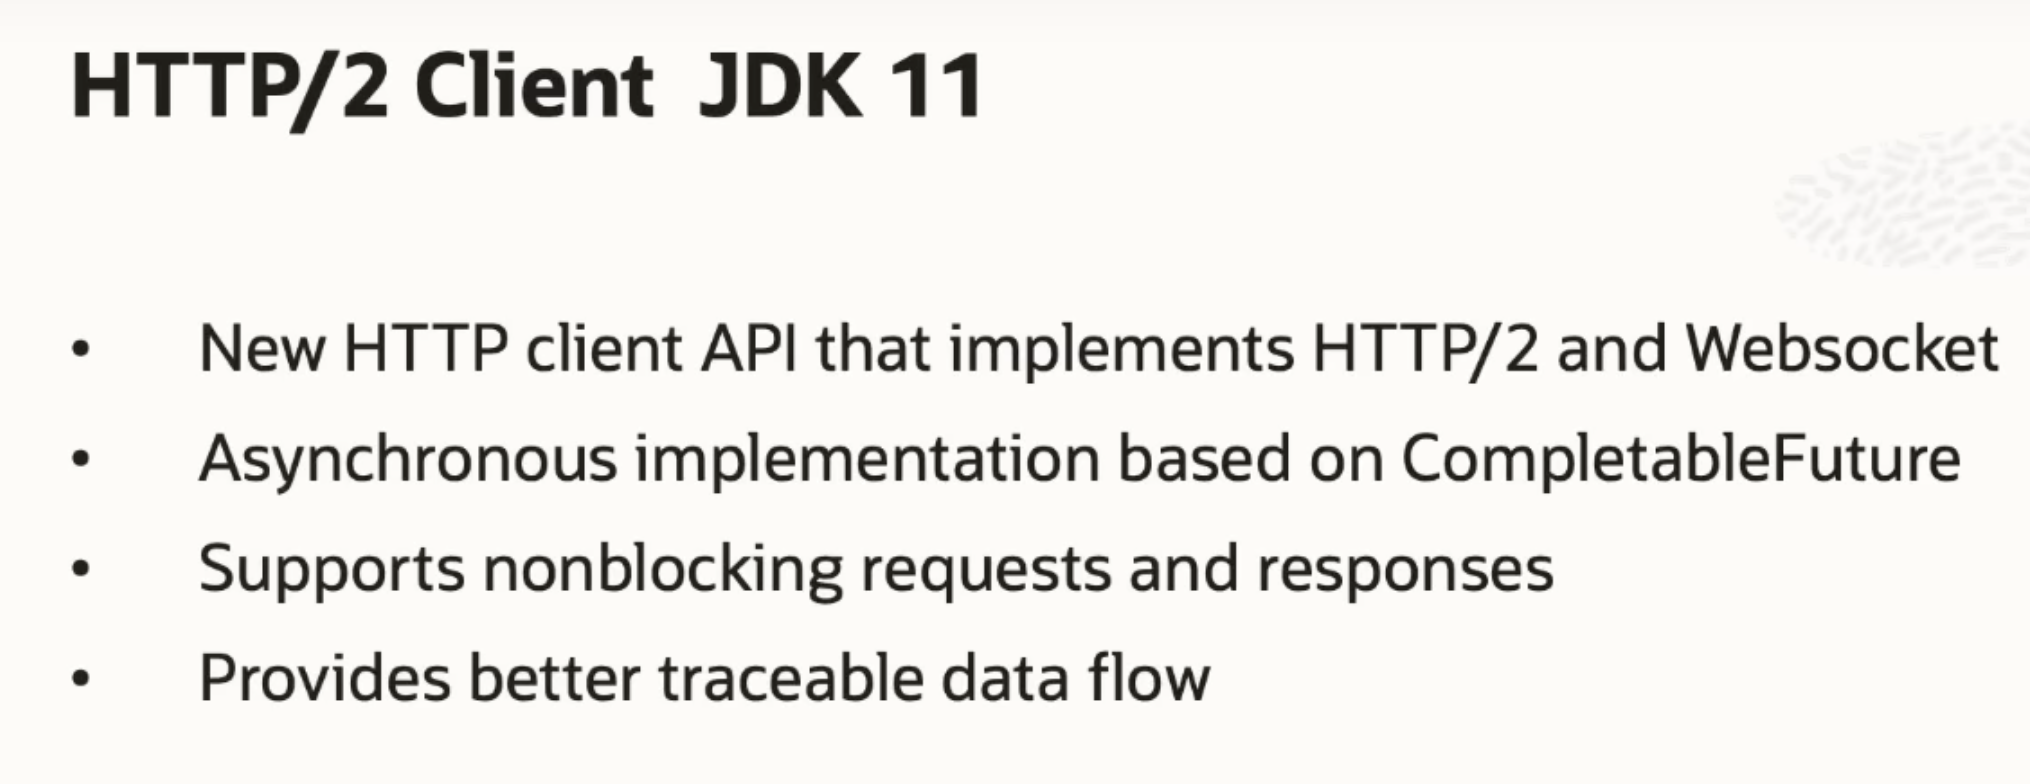 HTTP/2 Client JDK 11
• New HTTP client API that implements HTTP/2 and Websocket
• Asynchronous implementation based on CompletableFuture
• Supports nonblocking requests and responses
• Provides better traceable data flow